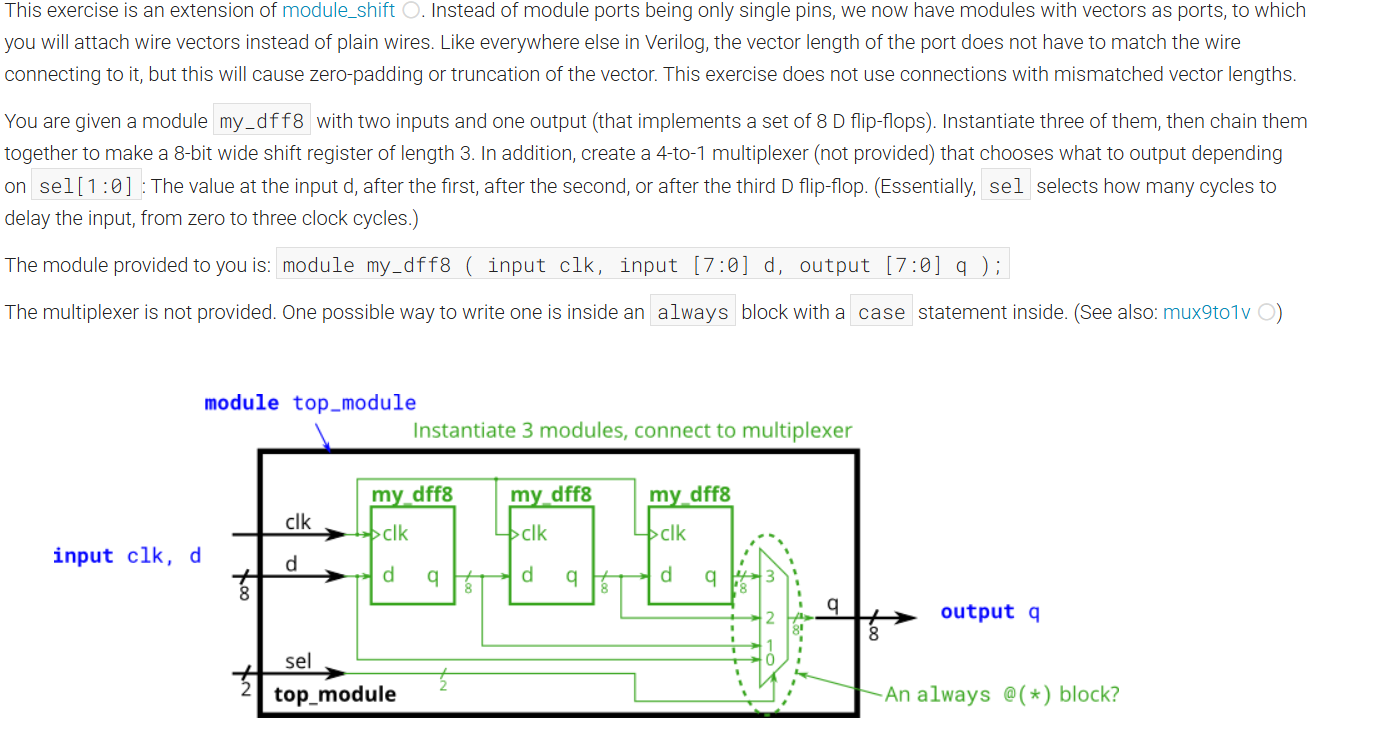 This exercise is an extension of module_shift. Instead of module ports being only single pins, we now have modules with vectors as ports, to which
you will attach wire vectors instead of plain wires. Like everywhere else in Verilog, the vector length of the port does not have to match the wire
connecting to it, but this will cause zero-padding or truncation of the vector. This exercise does not use connections with mismatched vector lengths.
You are given a module my_dff8 with two inputs and one output (that implements a set of 8 D flip-flops). Instantiate three of them, then chain them
together to make a 8-bit wide shift register of length 3. In addition, create a 4-to-1 multiplexer (not provided) that chooses what to output depending
on sel[1:0]: The value at the input d, after the first, after the second, or after the third D flip-flop. (Essentially, sel selects how many cycles to
delay the input, from zero to three clock cycles.)
The module provided to you is: module my_dff8 ( input clk, input [7:0] d, output [7:0] q );
The multiplexer is not provided. One possible way to write one is inside an always block with a case statement inside. (See also: mux9to1v)
module top_module
Instantiate 3 modules, connect to multiplexer
my_dff8 my_dff8 my_dff8
clk
clk clk clk
input clk, d
d
d q d q d q 3
8 8 8 8
q
output q
2
8 8
1
0
sel
2 2
top_module
An always @(*) block?